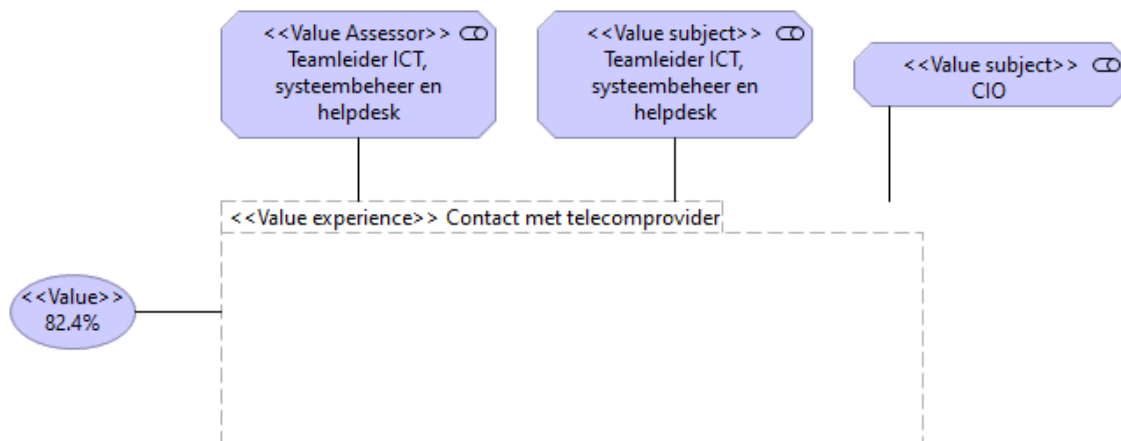 <<Value Assessor>>
Teamleider ICT,
systeembeheer en
helpdesk
<<Value subject>>
Teamleider ICT,
systeembeheer en
helpdesk
<<Value subject>>
CIO
<<Value experience>> Contact met telecomprovider
<<Value>>
82.4%